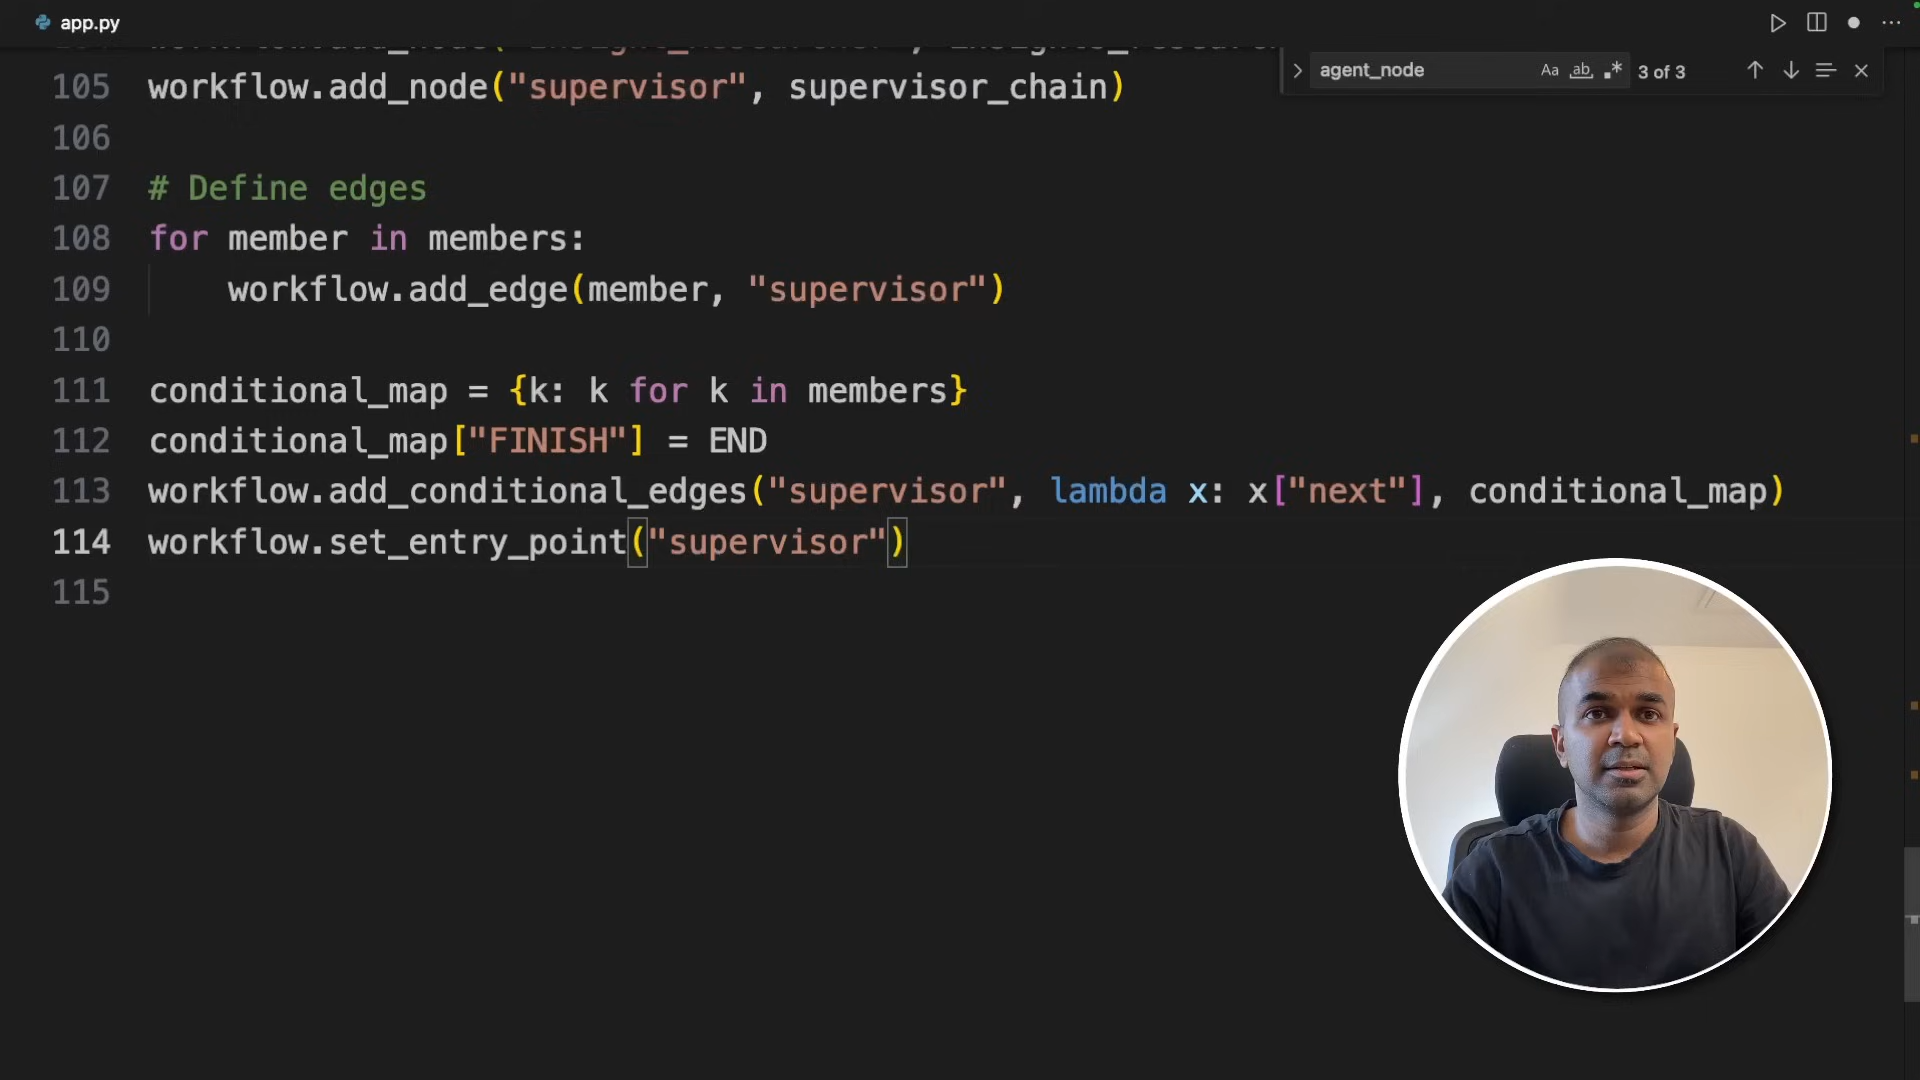 app.py
agent_node
Aa ab .* 3 of 3
105 workflow.add_node("supervisor", supervisor_chain)
106
107 # Define edges
108 for member in members:
109     workflow.add_edge(member, "supervisor")
110
111 conditional_map = {k: k for k in members}
112 conditional_map["FINISH"] = END
113 workflow.add_conditional_edges("supervisor", lambda x: x["next"], conditional_map)
114 workflow.set_entry_point("supervisor")
115